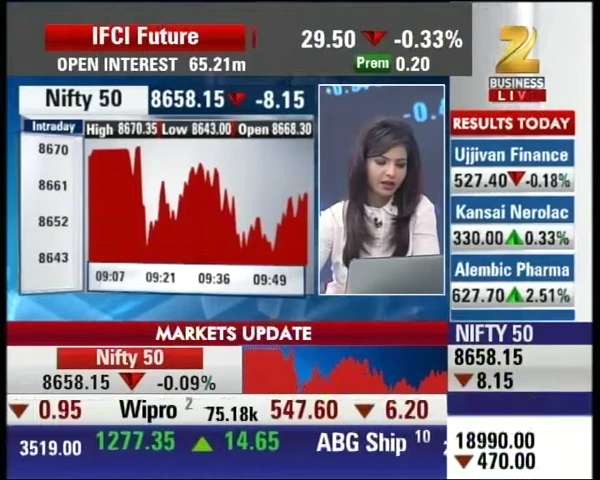 IFCI Future
29.50 -0.33%
OPEN INTEREST 65.21m
Prem 0.20
Z
BUSINESS
LIV
Nifty 50 8658.15 -8.15
Intraday
High 8670.35 Low 8643.00 Open 8668.30
8670
8661
8652
8643
09:07 09:21 09:36 09:49
RESULTS TODAY
Ujjivan Finance
527.40 -0.18%
Kansai Nerolac
330.00 0.33%
Alembic Pharma
627.70 2.51%
MARKETS UPDATE
Nifty 50
8658.15 -0.09%
NIFTY 50
8658.15
8.15
0.95 Wipro 2 75.18k 547.60 6.20
3519.00 1277.35 14.65 ABG Ship 10
18990.00
470.00